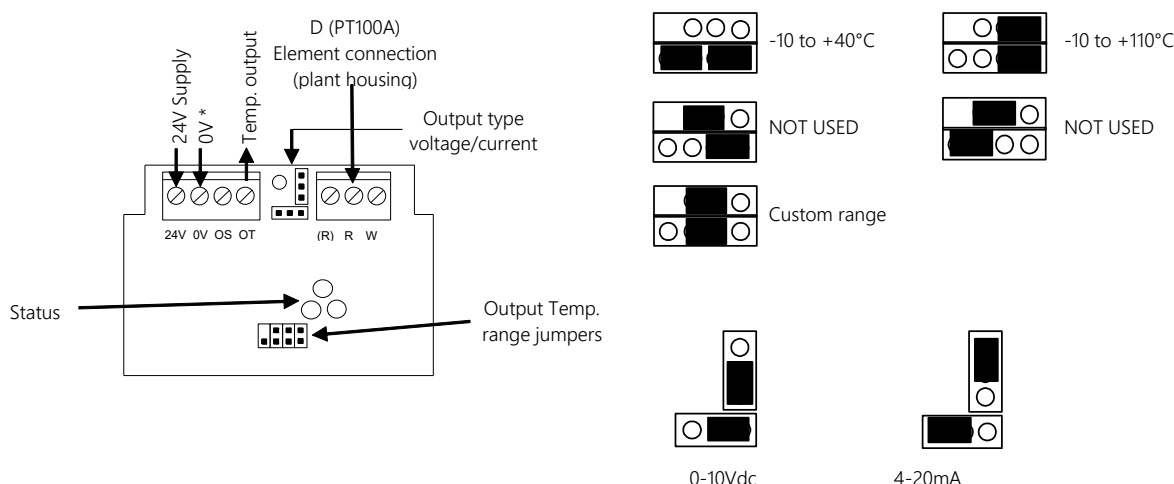 D (PT100A)
Element connection
(plant housing)
24V Supply
0V *
Temp. output
Output type
voltage/current
24V 0V OS OT
(R) R W
Status
Output Temp.
range jumpers
-10 to +40°C
-10 to +110°C
NOT USED
NOT USED
Custom range
0-10Vdc
4-20mA